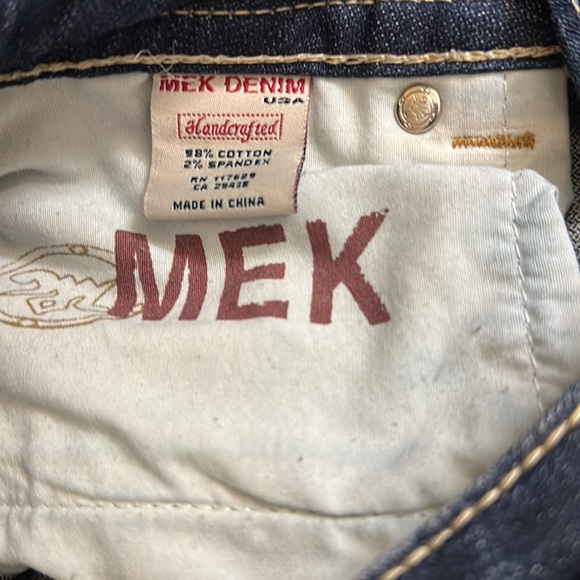 MEK DENIM
USA
Handcrafted
98% COTTON
2% SPANDEX
RN 117629
CA 29435
MADE IN CHINA
MEK